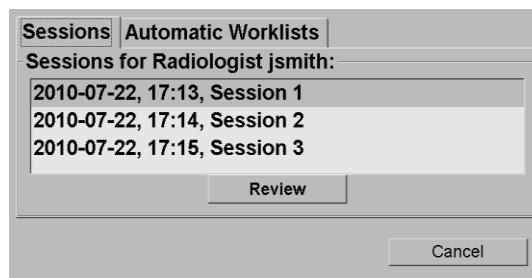 Sessions Automatic Worklists
Sessions for Radiologist jsmith:
2010-07-22, 17:13, Session 1
2010-07-22, 17:14, Session 2
2010-07-22, 17:15, Session 3
Review
Cancel